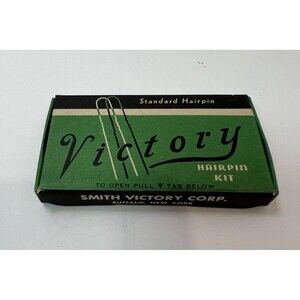 Standard Hairpin
Victory
HAIRPIN
KIT
TO OPEN PULL TAB BELOW
SMITH VICTORY CORP.
BUFFALO, NEW YORK